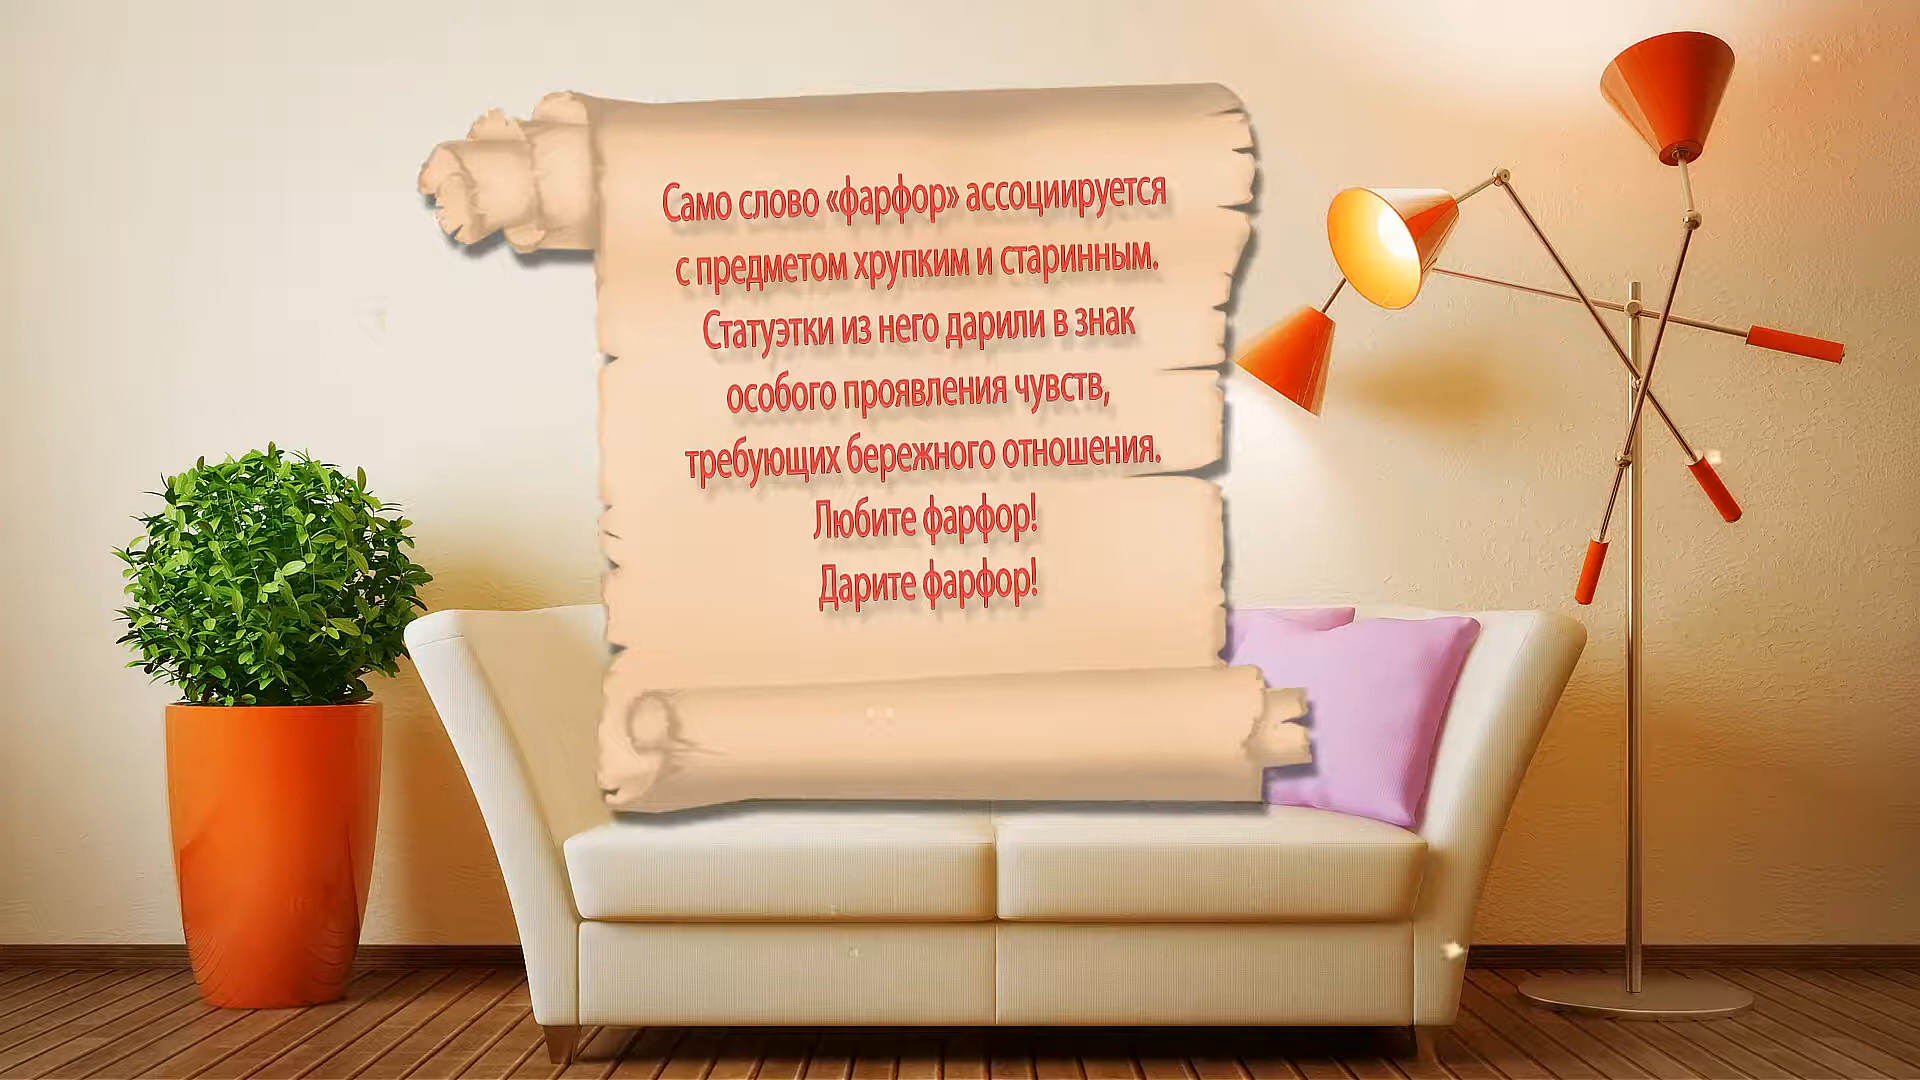 Само слово «фарфор» ассоциируется
с предметом хрупким и старинным.
Статуэтки из него дарили в знак
особого проявления чувств,
требующих бережного отношения.
Любите фарфор!
Дарите фарфор!